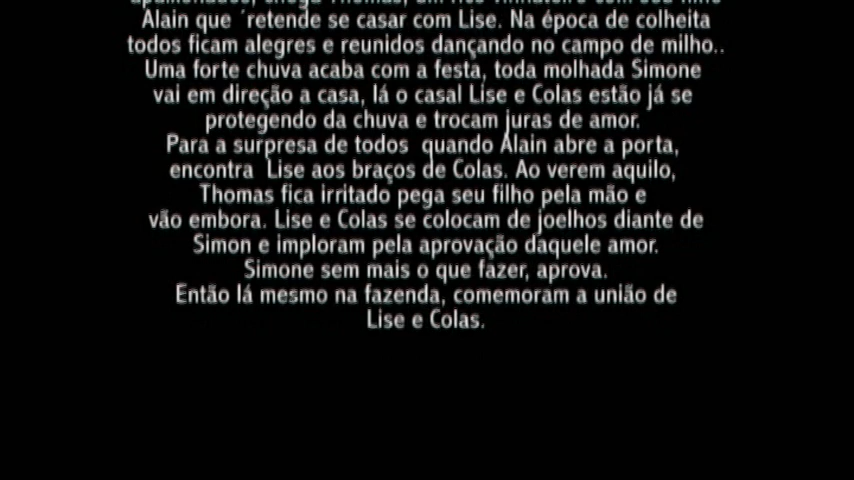 Alain que ´retende se casar com Lise. Na época de colheita
todos ficam alegres e reunidos dançando no campo de milho..
Uma forte chuva acaba com a festa, toda molhada Simone
vai em direção a casa, lá o casal Lise e Colas estão já se
protegendo da chuva e trocam juras de amor.
Para a surpresa de todos  quando Alain abre a porta,
encontra  Lise aos braços de Colas. Ao verem aquilo,
Thomas fica irritado pega seu filho pela mão e
vão embora. Lise e Colas se colocam de joelhos diante de
Simon e imploram pela aprovação daquele amor.
Simone sem mais o que fazer, aprova.
Então lá mesmo na fazenda, comemoram a união de
Lise e Colas.